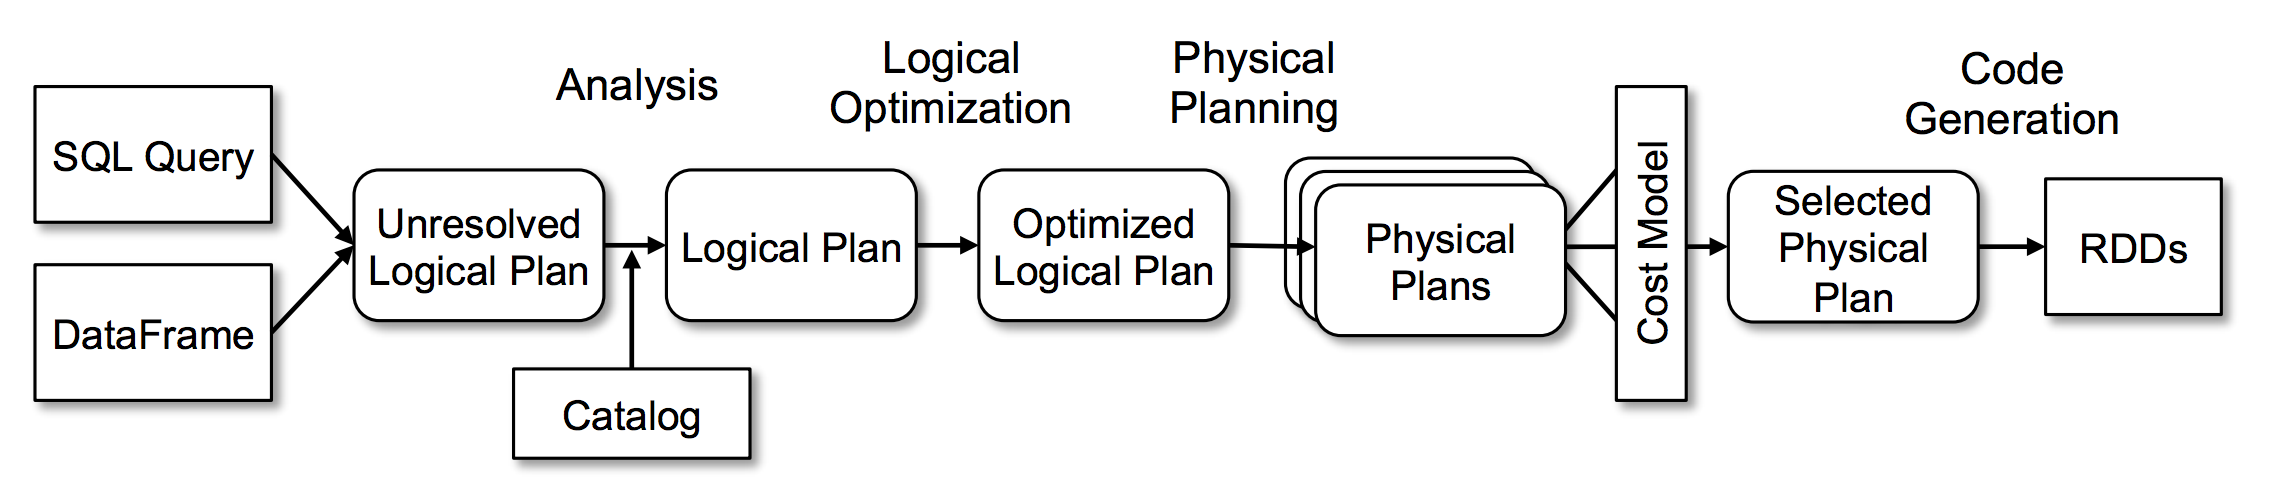 Analysis
Logical
Optimization
Physical
Planning
Code
Generation
SQL Query
DataFrame
Unresolved
Logical Plan
Catalog
Logical Plan
Optimized
Logical Plan
Physical
Plans
Cost Model
Selected
Physical
Plan
RDDs